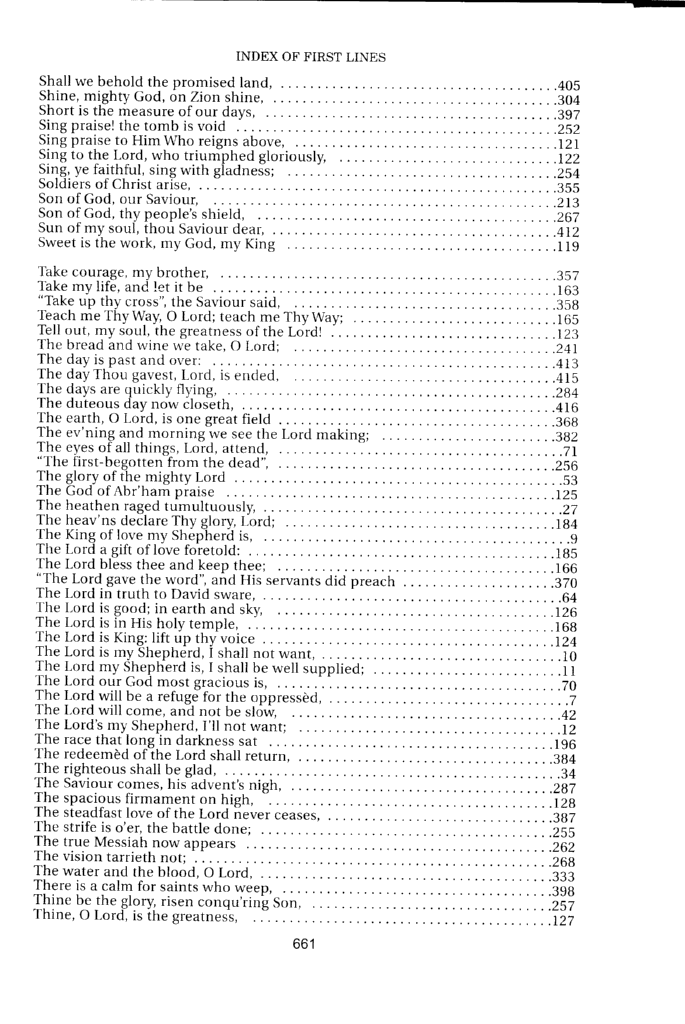 INDEX OF FIRST LINES
Shall we behold the promised land, ......................................405
Shine, mighty God, on Zion shine, .......................................304
Short is the measure of our days, ........................................397
Sing praise! the tomb is void ............................................252
Sing praise to Him Who reigns above, .....................................121
Sing to the Lord, who triumphed gloriously, ..............................122
Sing, ye faithful, sing with gladness; .....................................254
Soldiers of Christ arise, .................................................355
Son of God, our Saviour, ................................................213
Son of God, thy people's shield, .........................................267
Sun of my soul, thou Saviour dear, .......................................412
Sweet is the work, my God, my King .....................................119
Take courage, my brother, ..............................................357
Take my life, and let it be ...............................................163
"Take up thy cross", the Saviour said, ....................................358
Teach me Thy Way, O Lord; teach me Thy Way; ............................165
Tell out, my soul, the greatness of the Lord! ...............................123
The bread and wine we take, O Lord; ....................................241
The day is past and over: ...............................................413
The day Thou gavest, Lord, is ended, ....................................415
The days are quickly flying, .............................................284
The duteous day now closeth, ...........................................416
The earth, O Lord, is one great field ......................................368
The ev'ning and morning we see the Lord making; ........................382
The eyes of all things, Lord, attend, .......................................71
"The first-begotten from the dead", ......................................256
The glory of the mighty Lord .............................................53
The God of Abr'ham praise .............................................125
The heathen raged tumultuously, .........................................27
The heav'ns declare Thy glory, Lord; .....................................184
The King of love my Shepherd is, ..........................................9
The Lord a gift of love foretold: ..........................................185
The Lord bless thee and keep thee; .......................................166
"The Lord gave the word", and His servants did preach .....................370
The Lord in truth to David sware, .........................................64
The Lord is good; in earth and sky, ......................................126
The Lord is in His holy temple, ..........................................168
The Lord is King: lift up thy voice ........................................124
The Lord is my Shepherd, I shall not want, .................................10
The Lord my Shepherd is, I shall be well supplied; ..........................11
The Lord our God most gracious is, .......................................70
The Lord will be a refuge for the oppressèd, .................................7
The Lord will come, and not be slow, .....................................42
The Lord's my Shepherd, I'll not want; ....................................12
The race that long in darkness sat .......................................196
The redeemèd of the Lord shall return, ...................................384
The righteous shall be glad, ..............................................34
The Saviour comes, his advent's nigh, ....................................287
The spacious firmament on high, .......................................128
The steadfast love of the Lord never ceases, ...............................387
The strife is o'er, the battle done; ........................................255
The true Messiah now appears ..........................................262
The vision tarrieth not; .................................................268
The water and the blood, O Lord, ........................................333
There is a calm for saints who weep, .....................................398
Thine be the glory, risen conqu'ring Son, .................................257
Thine, O Lord, is the greatness, .........................................127
661